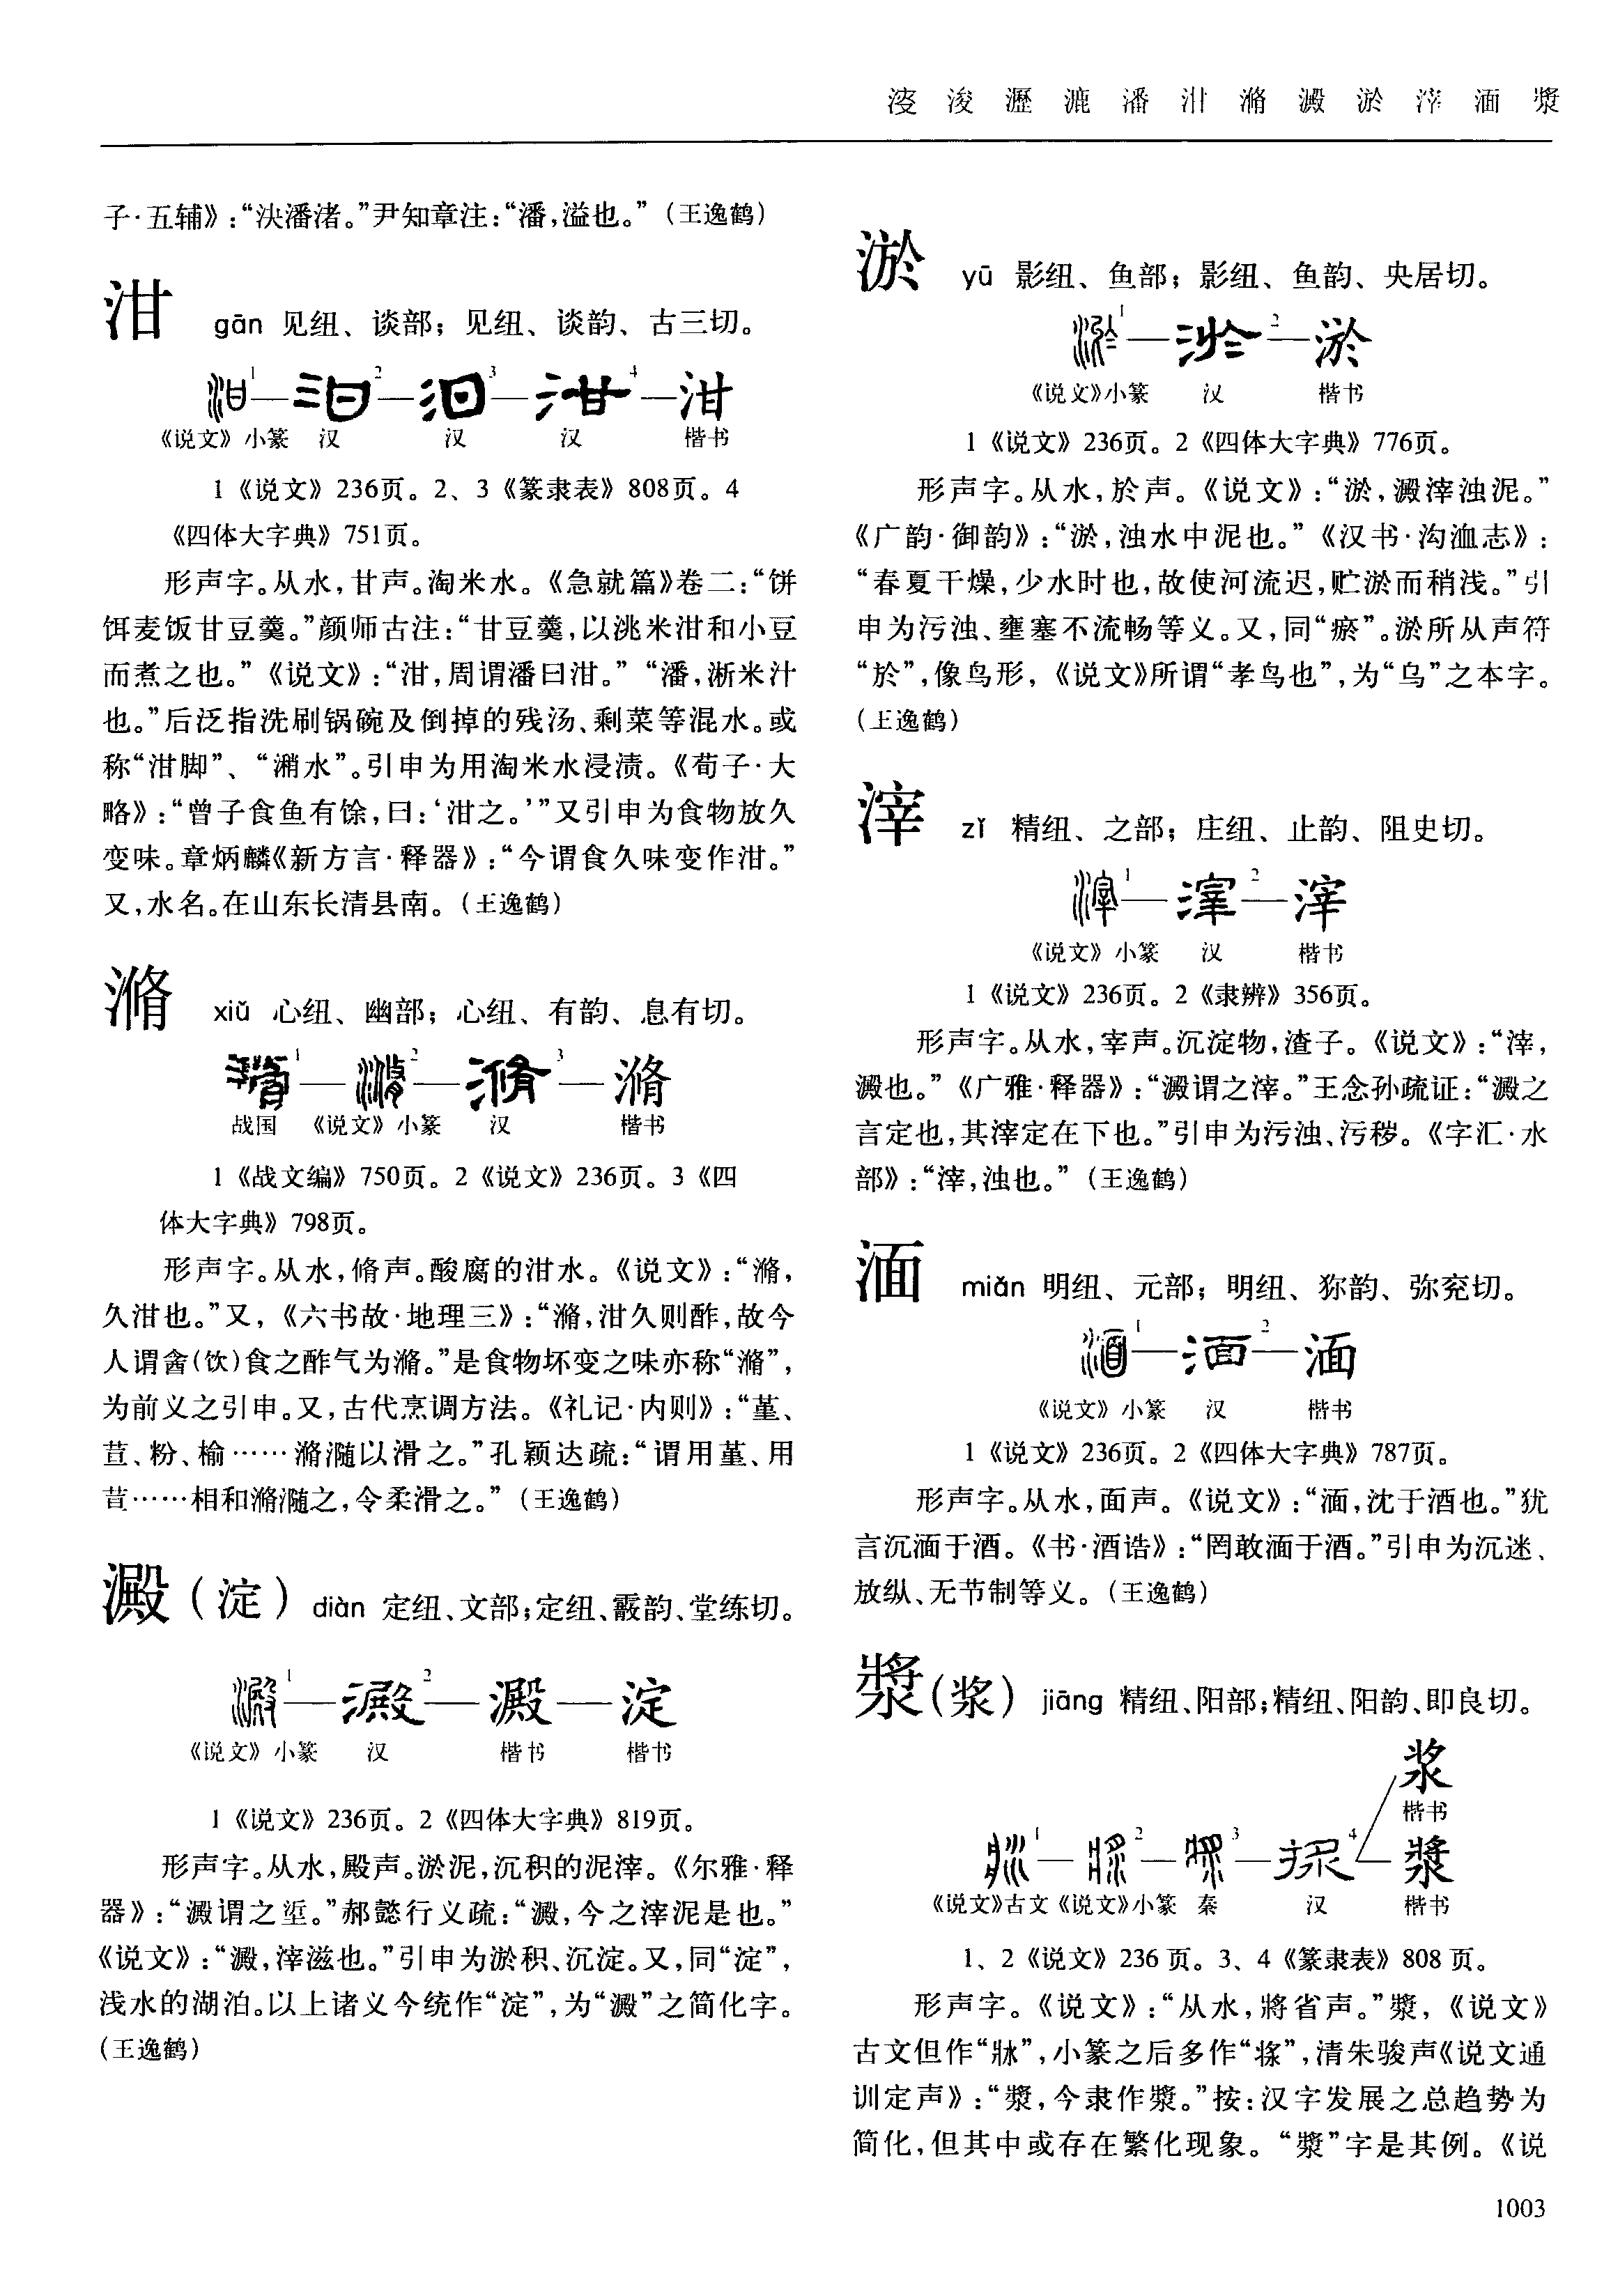 滰浚瀝漉潘泔滫澱淤滓湎漿
子·五辅》：“泱潘渚。”尹知章注：“潘，溢也。”（王逸鹤）
泔 gān 见纽、谈部；见纽、谈韵、古三切。
1 — 2 — 3 — 4 — 泔
《说文》小篆 汉 汉 汉 楷书
1《说文》236页。2、3《篆隶表》808页。4
《四体大字典》751页。
形声字。从水，甘声。淘米水。《急就篇》卷二：“饼
饵麦饭甘豆羹。”颜师古注：“甘豆羹，以洮米泔和小豆
而煮之也。”《说文》：“泔，周谓潘曰泔。”“潘，淅米汁
也。”后泛指洗刷锅碗及倒掉的残汤、剩菜等混水。或
称“泔脚”、“潲水”。引申为用淘米水浸渍。《荀子·大
略》：“曾子食鱼有馀，曰：‘泔之。’”又引申为食物放久
变味。章炳麟《新方言·释器》：“今谓食久味变作泔。”
又，水名。在山东长清县南。（王逸鹤）
滫 xiǔ 心纽、幽部；心纽、有韵、息有切。
1 — 2 — 3 — 滫
战国 《说文》小篆 汉 楷书
1《战文编》750页。2《说文》236页。3《四
体大字典》798页。
形声字。从水，脩声。酸腐的泔水。《说文》：“滫，
久泔也。”又，《六书故·地理三》：“滫，泔久则酢，故今
人谓酓（饮）食之酢气为滫。”是食物坏变之味亦称“滫”，
为前义之引申。又，古代烹调方法。《礼记·内则》：“堇、
荁、粉、榆……滫瀡以滑之。”孔颖达疏：“谓用堇、用
荁……相和滫瀡之，令柔滑之。”（王逸鹤）
澱（淀）diàn 定纽、文部；定纽、霰韵、堂练切。
1 — 2 — 澱 — 淀
《说文》小篆 汉 楷书 楷书
1《说文》236页。2《四体大字典》819页。
形声字。从水，殿声。淤泥，沉积的泥滓。《尔雅·释
器》：“澱谓之垽。”郝懿行义疏：“澱，今之滓泥是也。”
《说文》：“澱，滓滋也。”引申为淤积、沉淀。又，同“淀”，
浅水的湖泊。以上诸义今统作“淀”，为“澱”之简化字。
（王逸鹤）
淤 yū 影纽、鱼部；影纽、鱼韵、央居切。
1 — 2 — 淤
《说文》小篆 汉 楷书
1《说文》236页。2《四体大字典》776页。
形声字。从水，於声。《说文》：“淤，澱滓浊泥。”
《广韵·御韵》：“淤，浊水中泥也。”《汉书·沟洫志》：
“春夏干燥，少水时也，故使河流迟，贮淤而稍浅。”引
申为污浊、壅塞不流畅等义。又，同“瘀”。淤所从声符
“於”，像鸟形，《说文》所谓“孝鸟也”，为“乌”之本字。
（王逸鹤）
滓 zǐ 精纽、之部；庄纽、止韵、阻史切。
1 — 2 — 滓
《说文》小篆 汉 楷书
1《说文》236页。2《隶辨》356页。
形声字。从水，宰声。沉淀物，渣子。《说文》：“滓，
澱也。”《广雅·释器》：“澱谓之滓。”王念孙疏证：“澱之
言定也，其滓定在下也。”引申为污浊、污秽。《字汇·水
部》：“滓，浊也。”（王逸鹤）
湎 miǎn 明纽、元部；明纽、狝韵、弥兖切。
1 — 2 — 湎
《说文》小篆 汉 楷书
1《说文》236页。2《四体大字典》787页。
形声字。从水，面声。《说文》：“湎，沈于酒也。”犹
言沉湎于酒。《书·酒诰》：“罔敢湎于酒。”引申为沉迷、
放纵、无节制等义。（王逸鹤）
漿（浆）jiāng 精纽、阳部；精纽、阳韵、即良切。
浆
楷书
1 — 2 — 3 — 4 — 漿
《说文》古文 《说文》小篆 秦 汉 楷书
1、2《说文》236页。3、4《篆隶表》808页。
形声字。《说文》：“从水，將省声。”漿，《说文》
古文但作“㳈”，小篆之后多作“䉃”，清朱骏声《说文通
训定声》：“漿，今隶作漿。”按：汉字发展之总趋势为
简化，但其中或存在繁化现象。“漿”字是其例。《说
1003